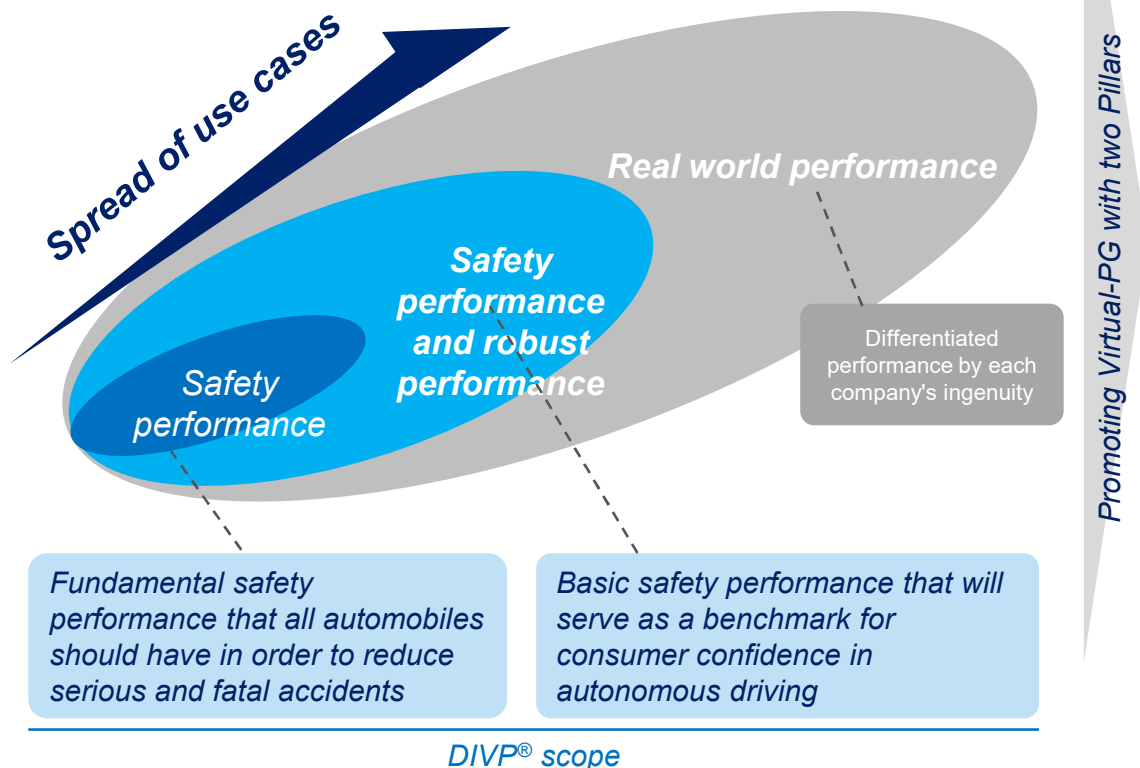 Spread of use cases
Real world performance
Safety
performance
and robust
performance
Safety
performance
Differentiated
performance by each
company's ingenuity
Promoting Virtual-PG with two Pillars
Fundamental safety
performance that all automobiles
should have in order to reduce
serious and fatal accidents
Basic safety performance that will
serve as a benchmark for
consumer confidence in
autonomous driving
DIVP® scope